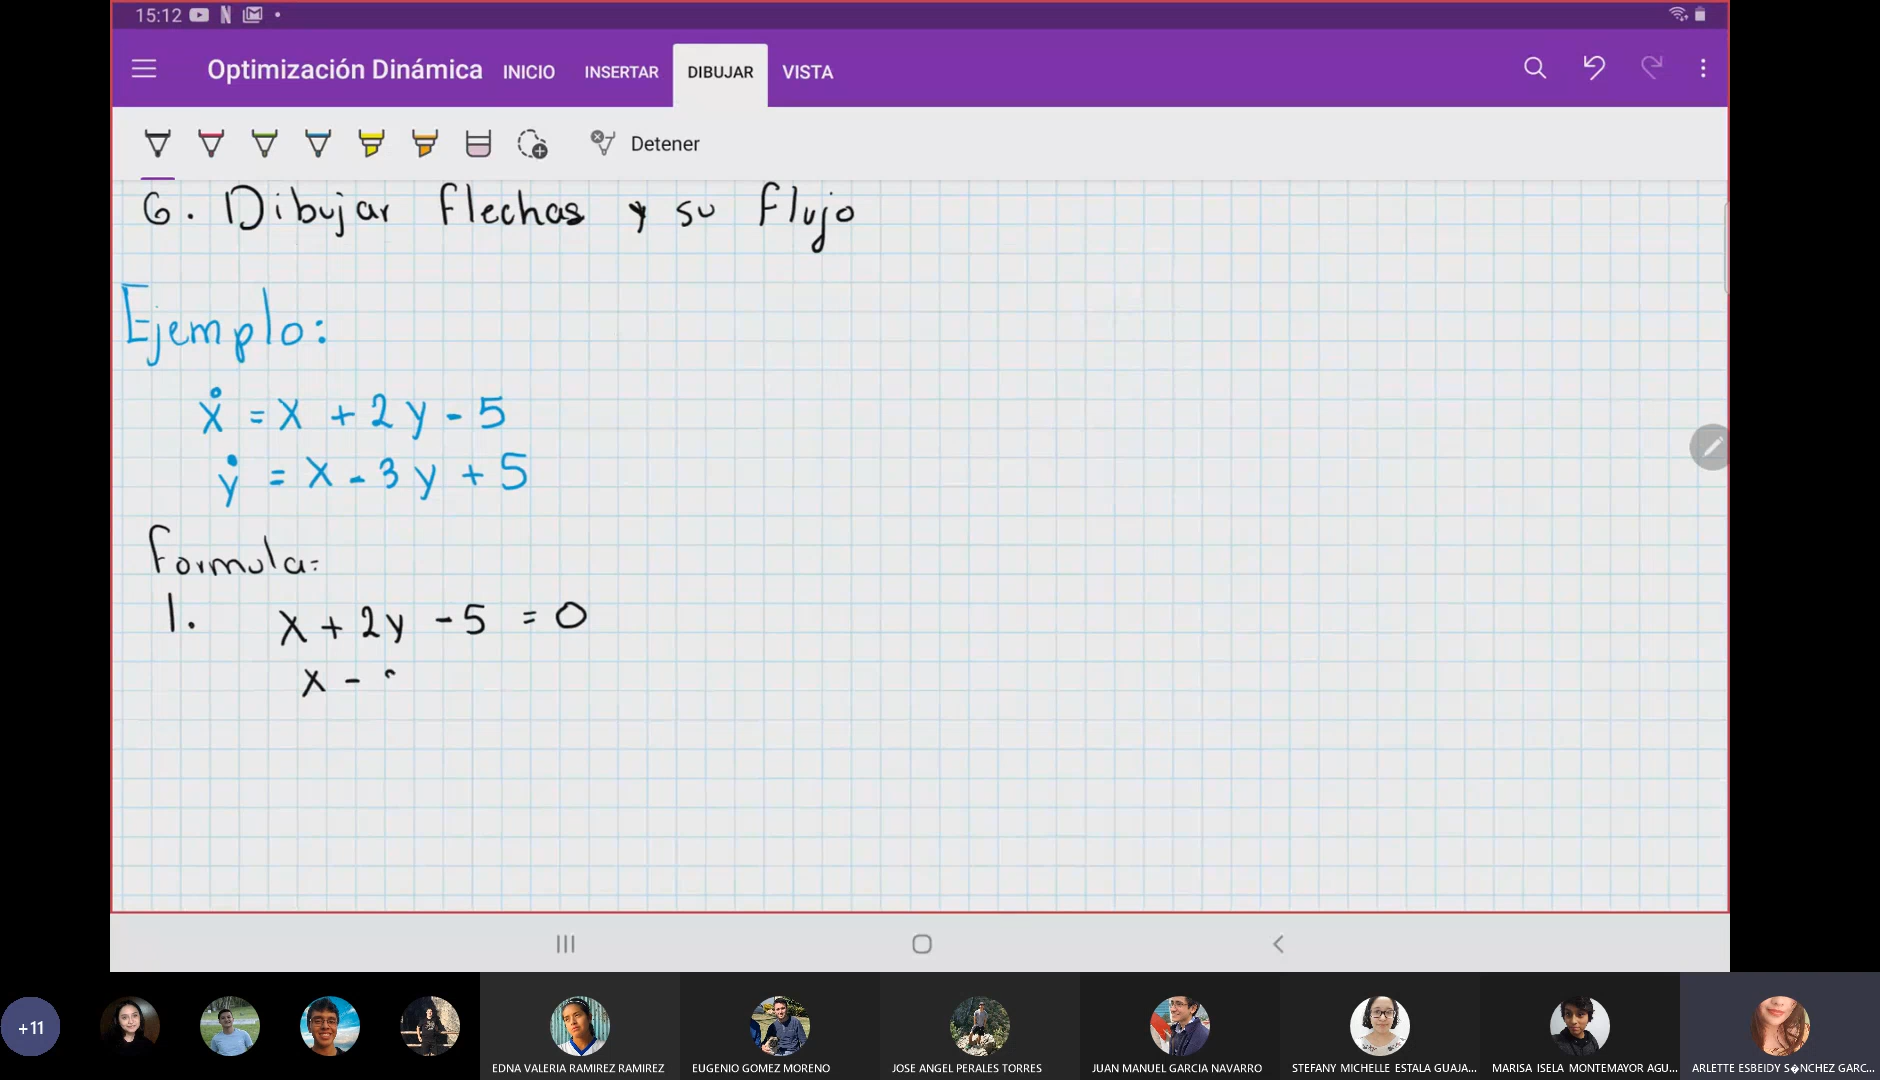 15:12
Optimización Dinámica INICIO INSERTAR DIBUJAR VISTA
Detener
6. Dibujar flechas y su flujo
Ejemplo:
ẋ = x + 2y - 5
ẏ = x - 3y + 5
Formula:
1. x + 2y - 5 = 0
x -
+11
EDNA VALERIA RAMIREZ RAMIREZ
EUGENIO GOMEZ MORENO
JOSE ANGEL PERALES TORRES
JUAN MANUEL GARCIA NAVARRO
STEFANY MICHELLE ESTALA GUAJA...
MARISA ISELA MONTEMAYOR AGU...
ARLETTE ESBEIDY S�NCHEZ GARC...